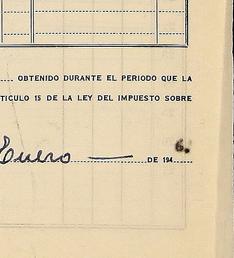 .... OBTENIDO DURANTE EL PERIODO QUE LA
TICULO 15 DE LA LEY DEL IMPUESTO SOBRE
Enero — DE 194 6.